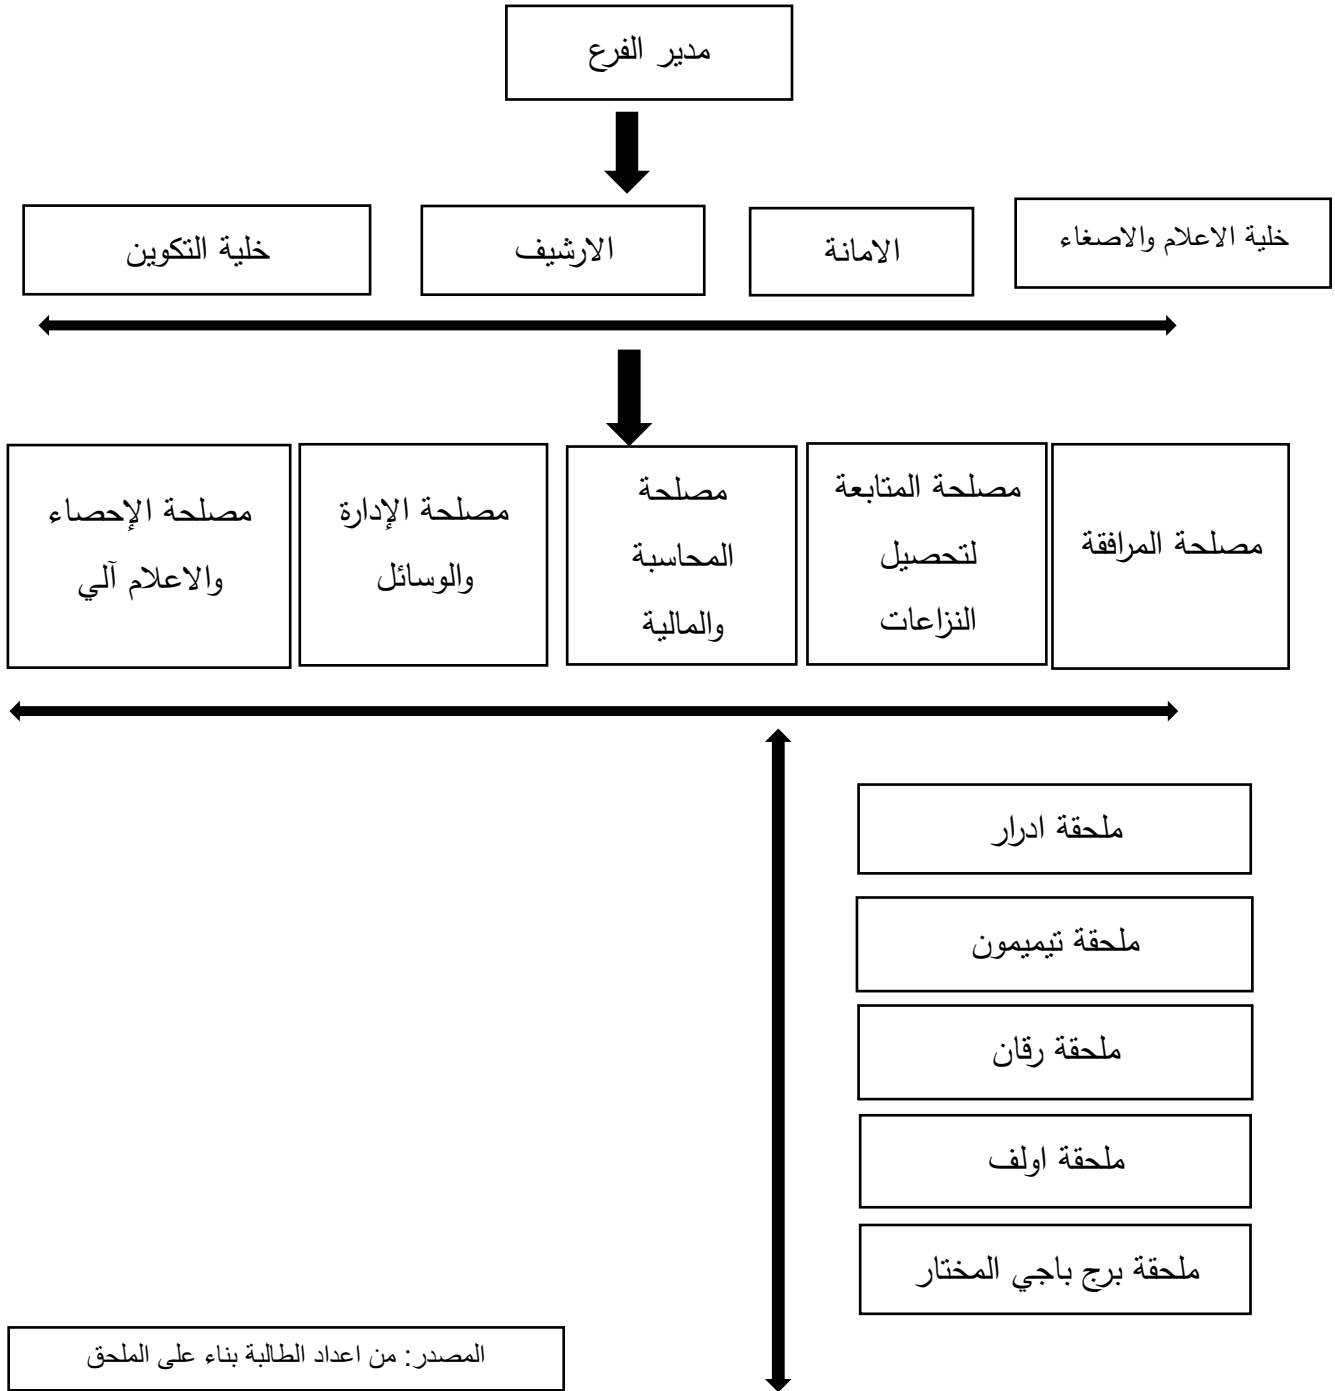 مدير الفرع
خلية الاعلام والاصغاء
الامانة
الارشيف
خلية التكوين
مصلحة المرافقة
مصلحة المتابعة
لتحصيل
النزاعات
مصلحة
المحاسبة
والمالية
مصلحة الإدارة
والوسائل
مصلحة الإحصاء
والاعلام آلي
ملحقة ادرار
ملحقة تيميمون
ملحقة رقان
ملحقة اولف
ملحقة برج باجي المختار
المصدر: من اعداد الطالبة بناء على الملحق